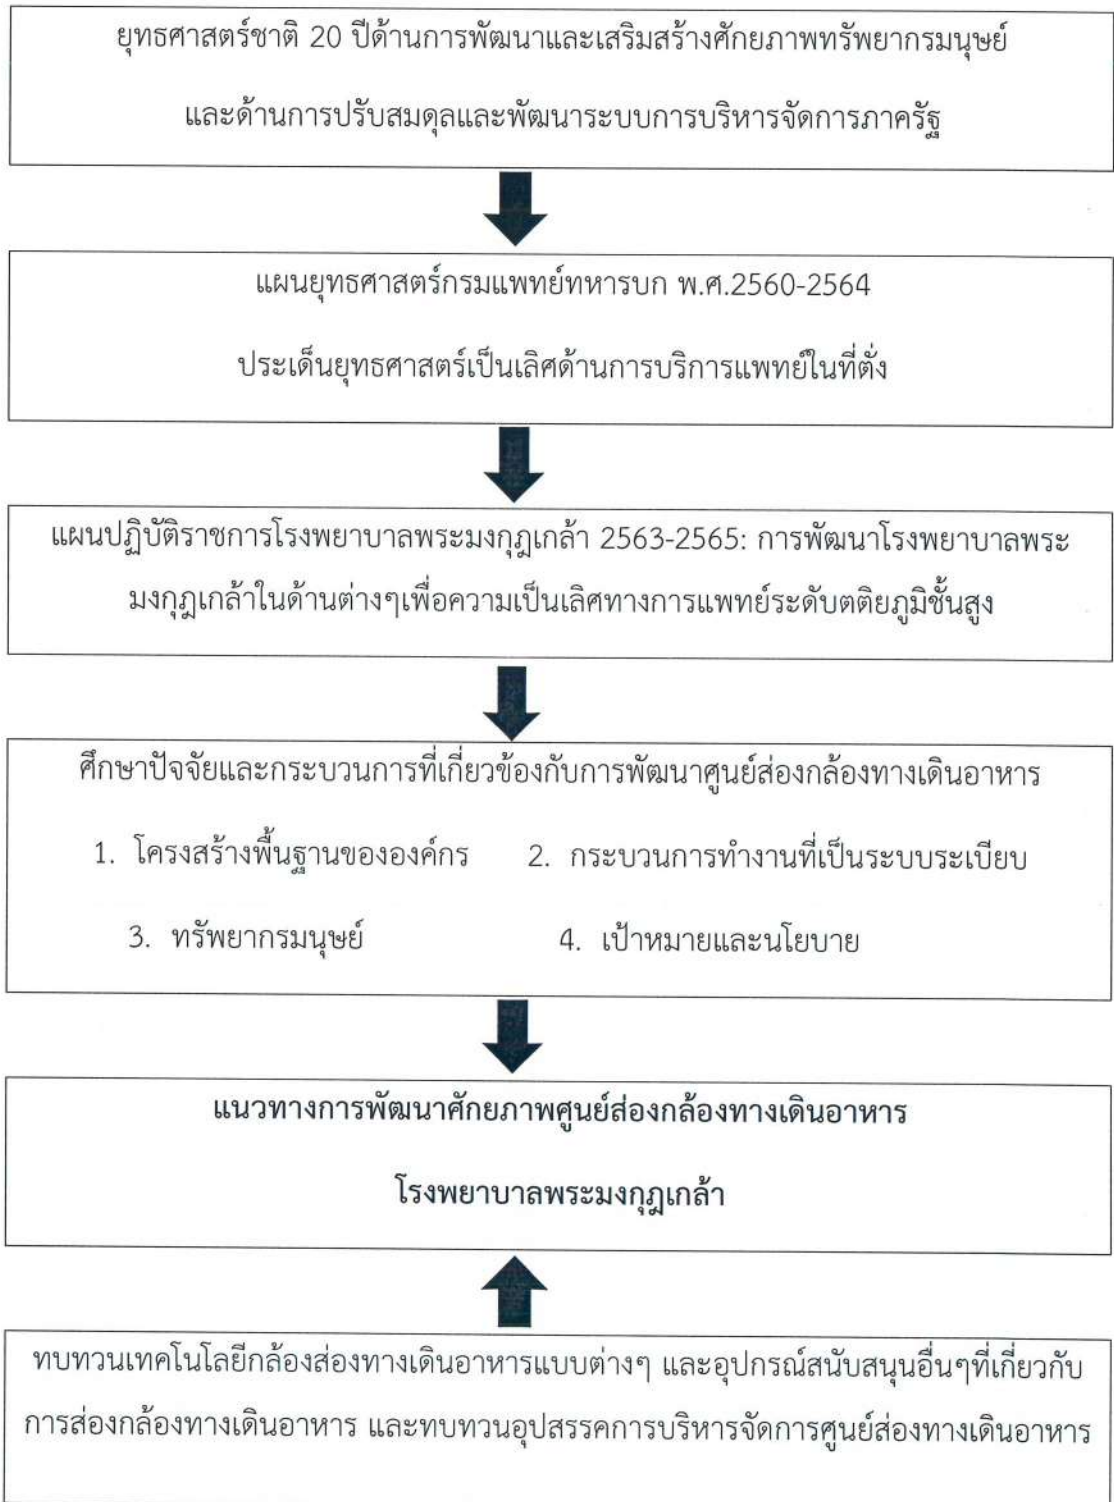 ยุทธศาสตร์ชาติ 20 ปีด้านการพัฒนาและเสริมสร้างศักยภาพทรัพยากรมนุษย์
และด้านการปรับสมดุลและพัฒนาระบบการบริหารจัดการภาครัฐ
แผนยุทธศาสตร์กรมแพทย์ทหารบก พ.ศ.2560-2564
ประเด็นยุทธศาสตร์เป็นเลิศด้านการบริการแพทย์ในที่ตั้ง
แผนปฏิบัติราชการโรงพยาบาลพระมงกุฎเกล้า 2563-2565: การพัฒนาโรงพยาบาลพระ
มงกุฎเกล้าในด้านต่างๆเพื่อความเป็นเลิศทางการแพทย์ระดับตติยภูมิชั้นสูง
ศึกษาปัจจัยและกระบวนการที่เกี่ยวข้องกับการพัฒนาศูนย์ส่องกล้องทางเดินอาหาร
1. โครงสร้างพื้นฐานขององค์กร 2. กระบวนการทำงานที่เป็นระบบระเบียบ
3. ทรัพยากรมนุษย์ 4. เป้าหมายและนโยบาย
แนวทางการพัฒนาศักยภาพศูนย์ส่องกล้องทางเดินอาหาร
โรงพยาบาลพระมงกุฎเกล้า
ทบทวนเทคโนโลยีกล้องส่องทางเดินอาหารแบบต่างๆ และอุปกรณ์สนับสนุนอื่นๆที่เกี่ยวกับ
การส่องกล้องทางเดินอาหาร และทบทวนอุปสรรคการบริหารจัดการศูนย์ส่องทางเดินอาหาร